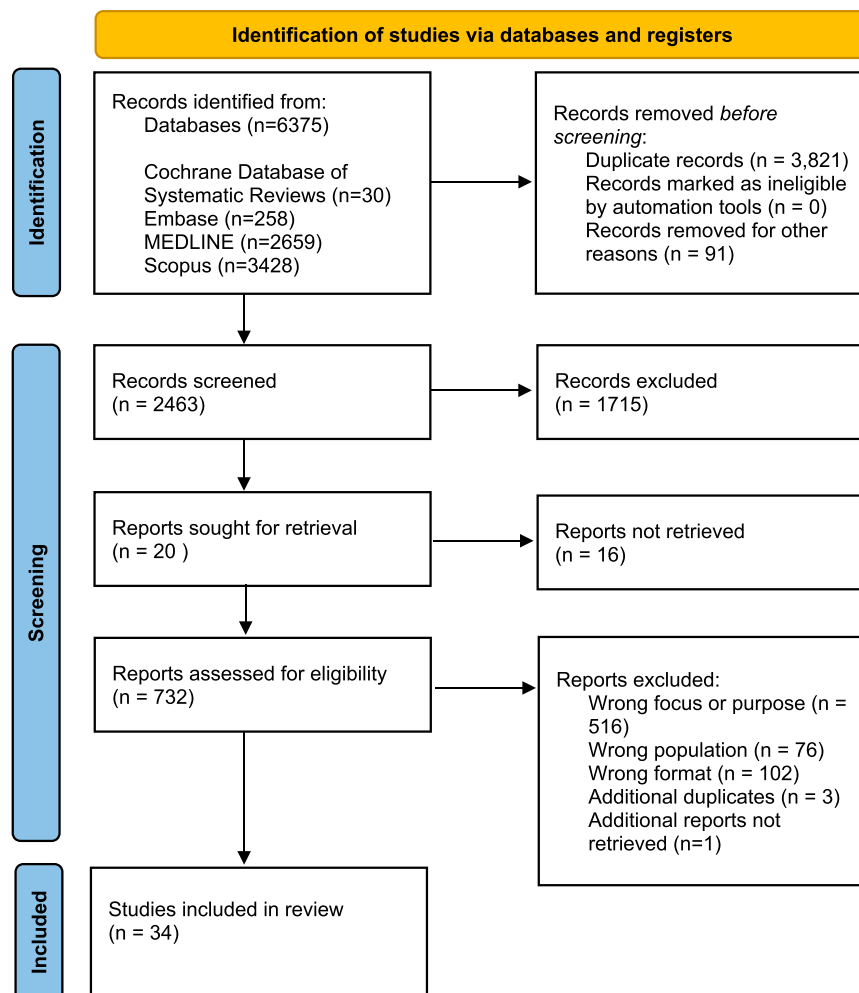 Identification of studies via databases and registers
Identification
Records identified from:
Databases (n=6375)
Cochrane Database of
Systematic Reviews (n=30)
Embase (n=258)
MEDLINE (n=2659)
Scopus (n=3428)
Records removed before
screening:
Duplicate records (n = 3,821)
Records marked as ineligible
by automation tools (n = 0)
Records removed for other
reasons (n = 91)
Screening
Records screened
(n = 2463)
Records excluded
(n = 1715)
Reports sought for retrieval
(n = 20 )
Reports not retrieved
(n = 16)
Reports assessed for eligibility
(n = 732)
Reports excluded:
Wrong focus or purpose (n =
516)
Wrong population (n = 76)
Wrong format (n = 102)
Additional duplicates (n = 3)
Additional reports not
retrieved (n=1)
Included
Studies included in review
(n = 34)